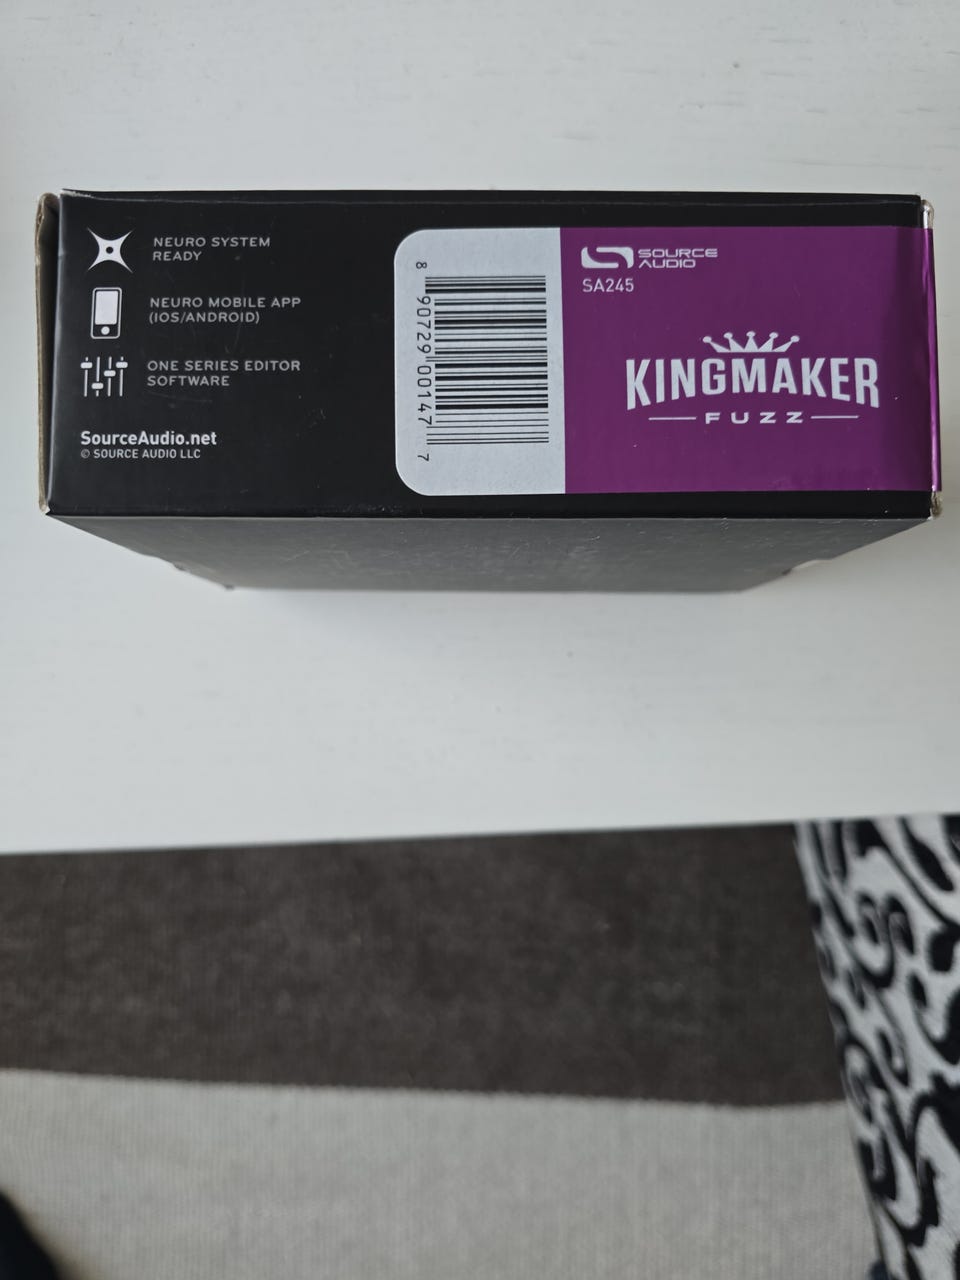 NEURO SYSTEM
READY
NEURO MOBILE APP
(IOS/ANDROID)
ONE SERIES EDITOR
SOFTWARE
SourceAudio.net
© SOURCE AUDIO LLC
8 90729 00147 7
SOURCE
AUDIO
SA245
KINGMAKER
FUZZ